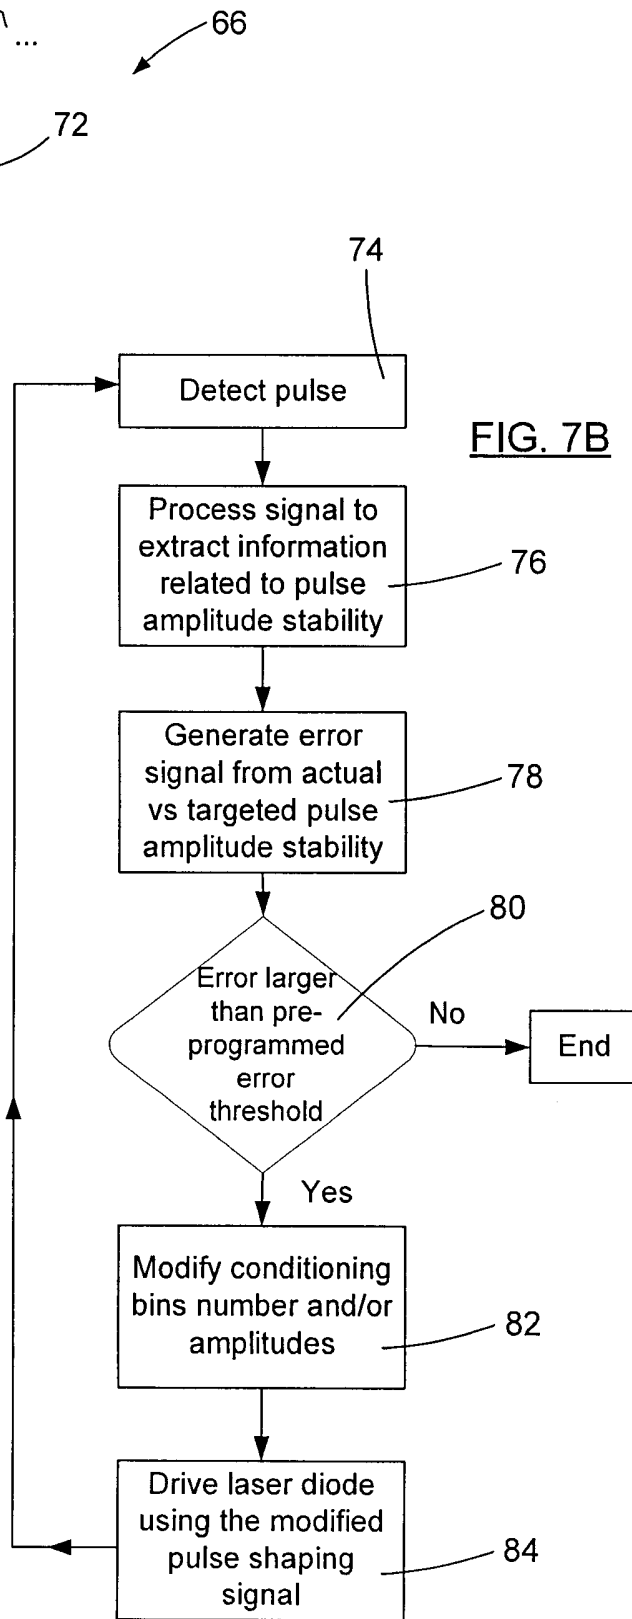 ...
66
72
74
Detect pulse
FIG. 7B
Process signal to
extract information
related to pulse
amplitude stability
76
Generate error
signal from actual
vs targeted pulse
amplitude stability
78
80
Error larger
than pre-
programmed
error
threshold
No
End
Yes
Modify conditioning
bins number and/or
amplitudes
82
Drive laser diode
using the modified
pulse shaping
signal
84